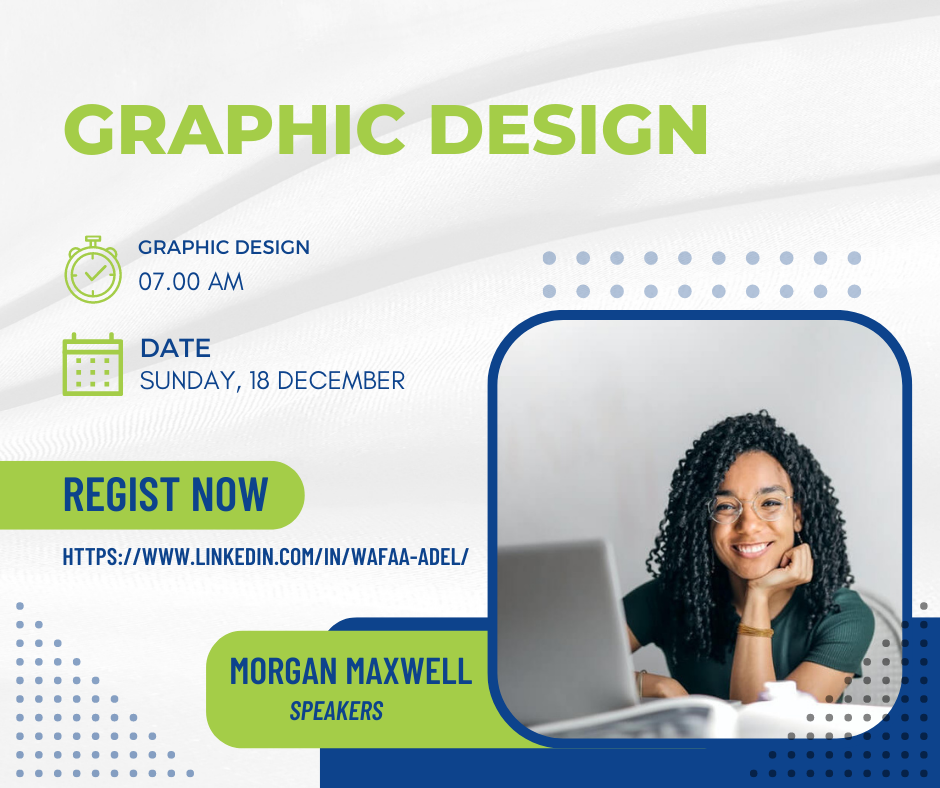 GRAPHIC DESIGN
GRAPHIC DESIGN
07.00 AM
DATE
SUNDAY, 18 DECEMBER
REGIST NOW
HTTPS://WWW.LINKEDIN.COM/IN/WAFAA-ADEL/
MORGAN MAXWELL
SPEAKERS